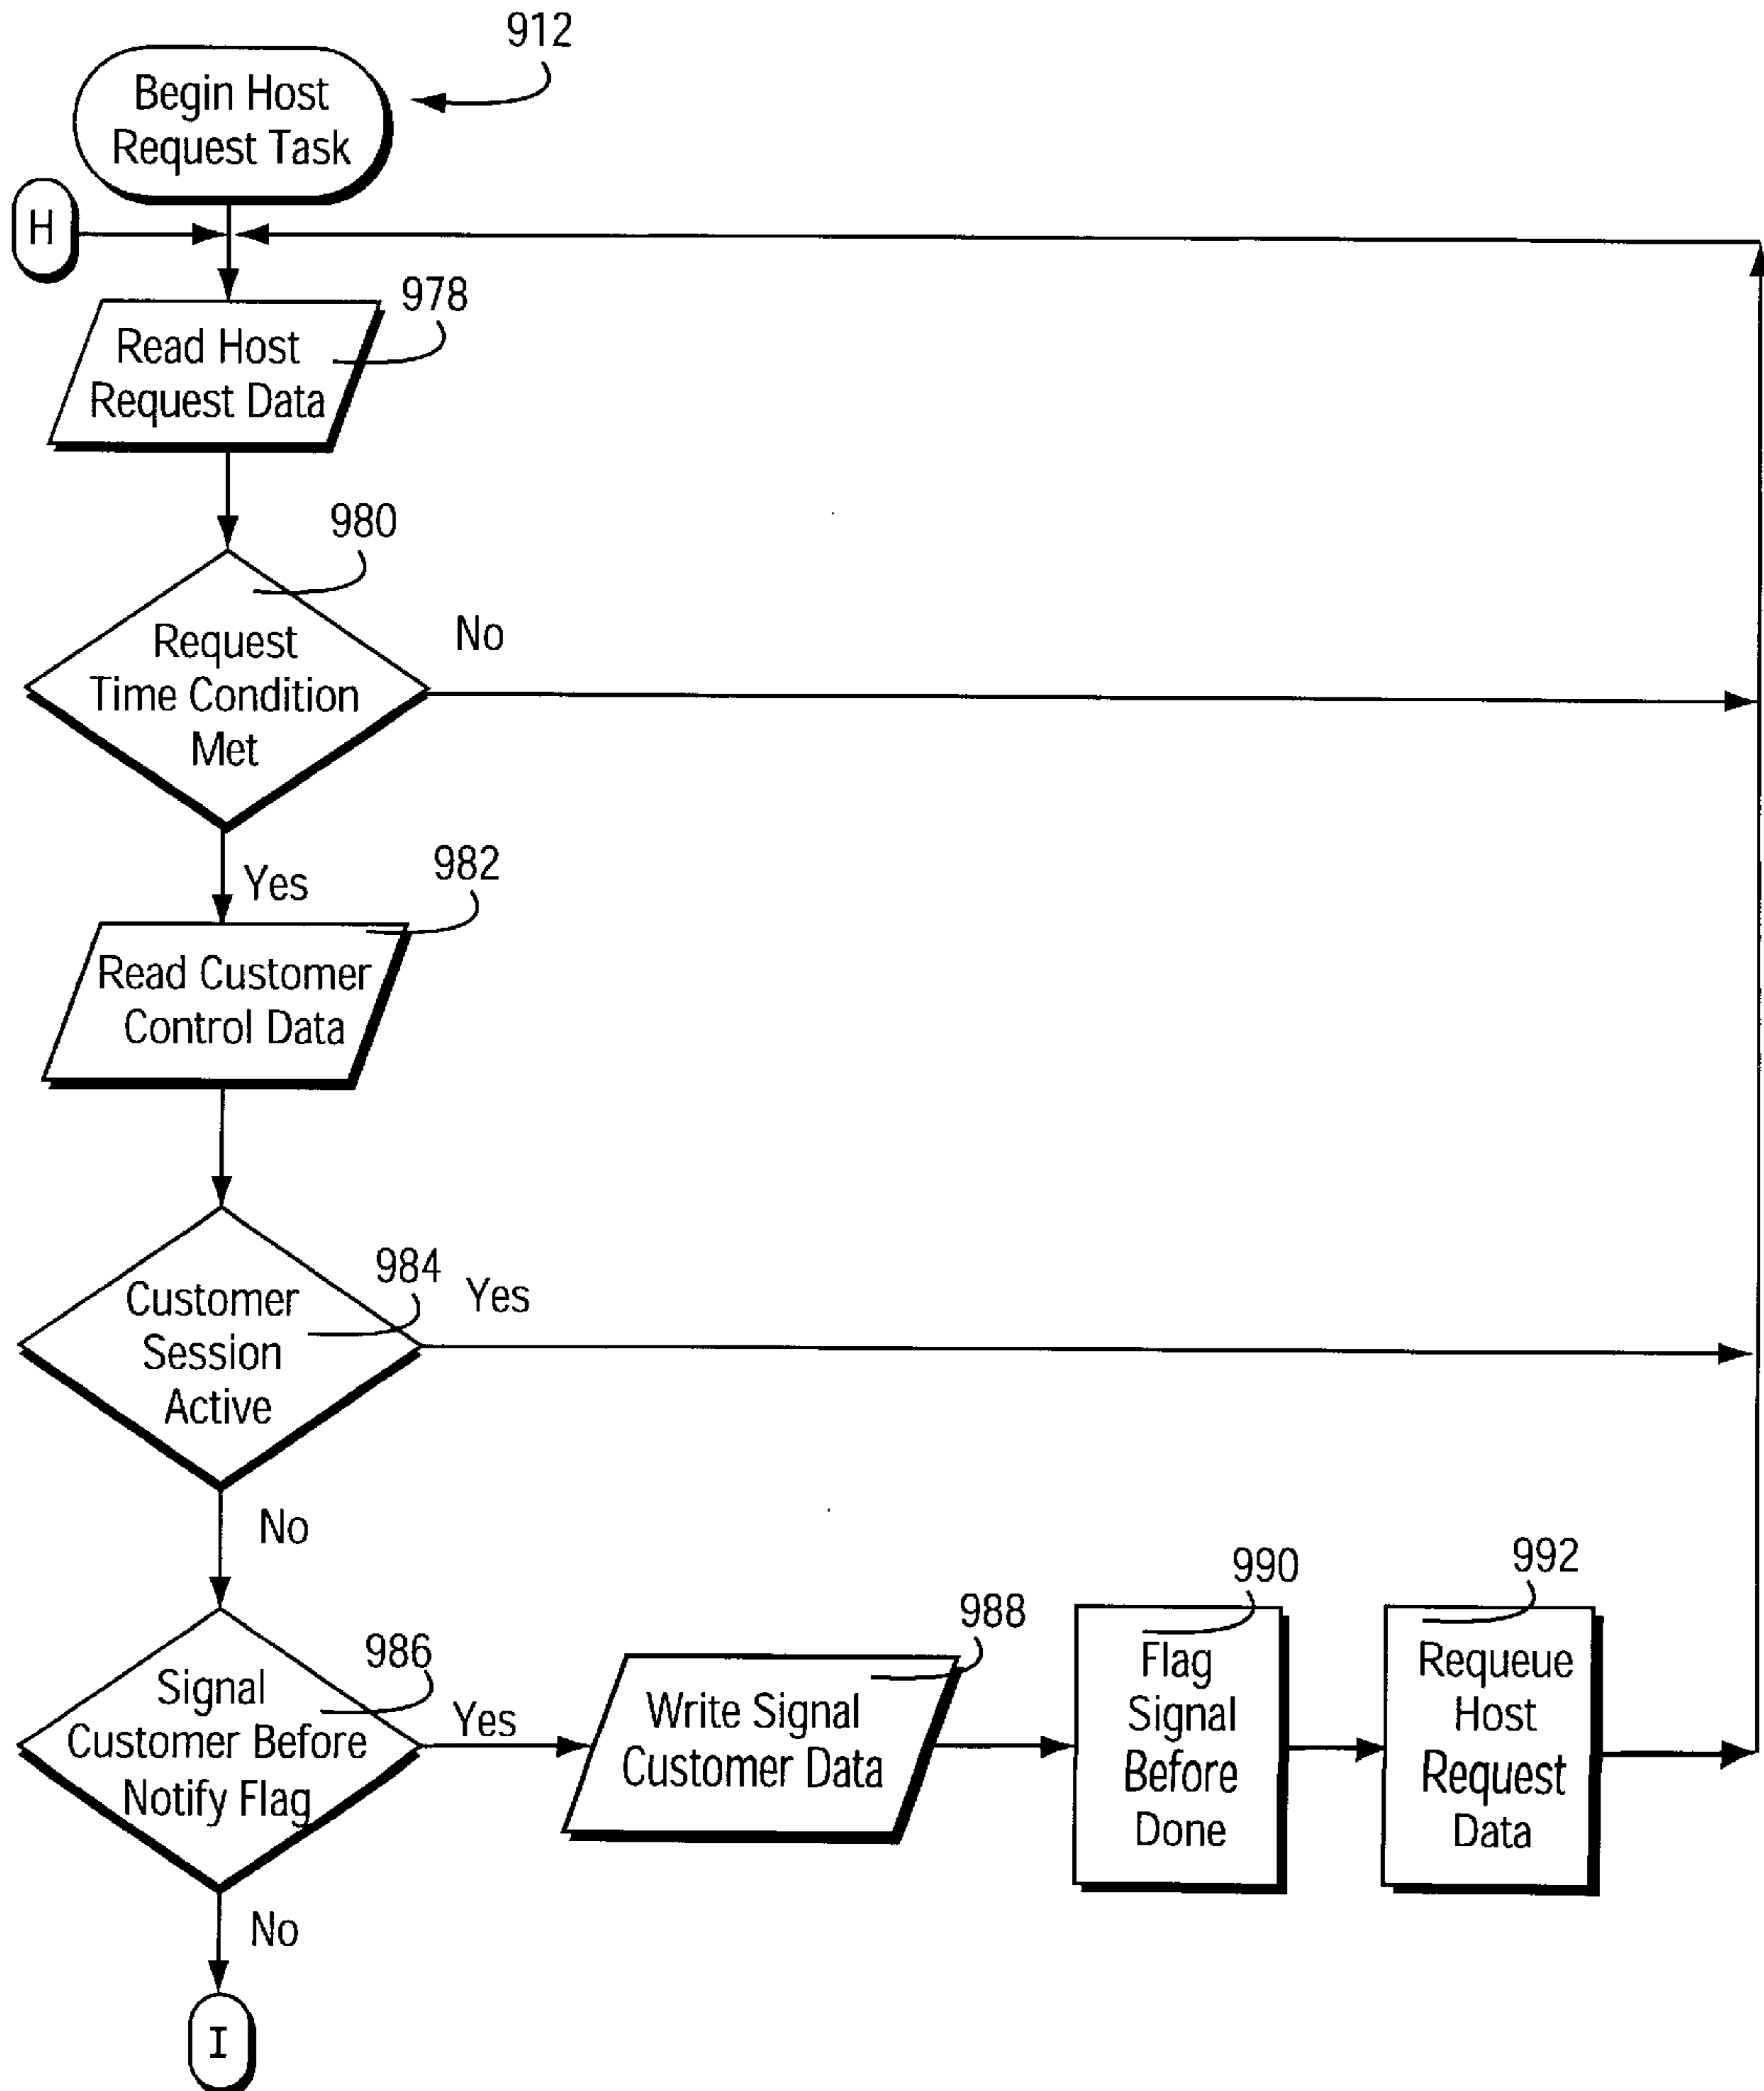 912
Begin Host
Request Task
H
978
Read Host
Request Data
980
Request
Time Condition
Met
No
Yes
982
Read Customer
Control Data
984
Customer
Session
Active
Yes
No
986
Signal
Customer Before
Notify Flag
Yes
988
Write Signal
Customer Data
990
Flag
Signal
Before
Done
992
Requeue
Host
Request
Data
No
I